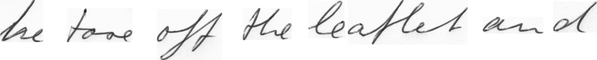 he tore off the leaflet and